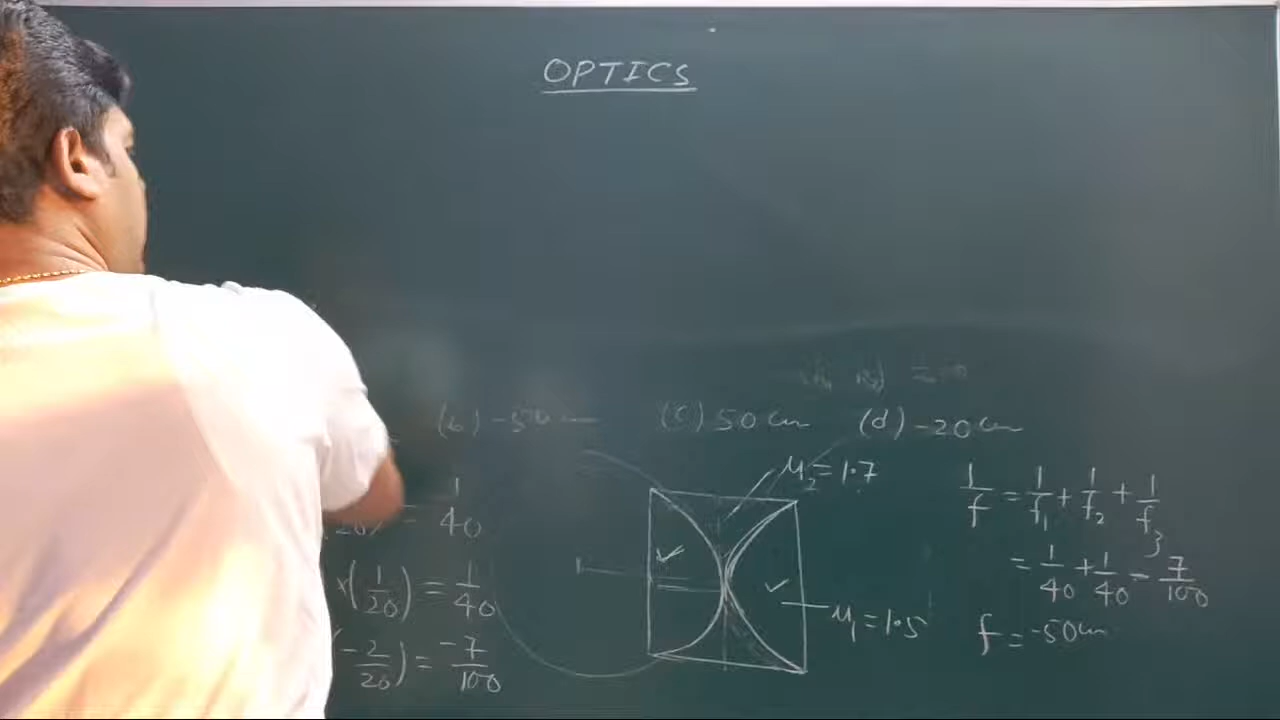 OPTICS
(b) -50 cm (c) 50 cm (d) -20 cm
μ₂ = 1.7
1/f = 1/f₁ + 1/f₂ + 1/f₃
= 1/40
= 1/40 + 1/40 - 7/100
×(1/20) = 1/40
μ₁ = 1.5
f = -50 cm
(-2/20) = -7/100